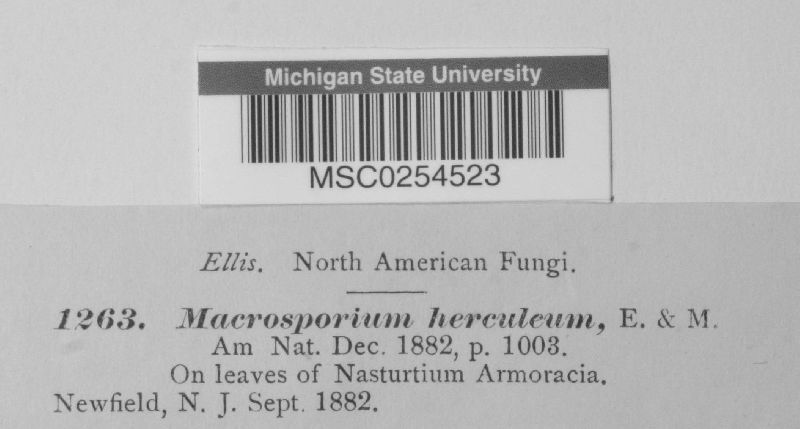 Michigan State University
MSC0254523
Ellis. North American Fungi.
1263. Macrosporium herculeum, E. & M.
Am Nat. Dec. 1882, p. 1003.
On leaves of Nasturtium Armoracia.
Newfield, N. J. Sept. 1882.